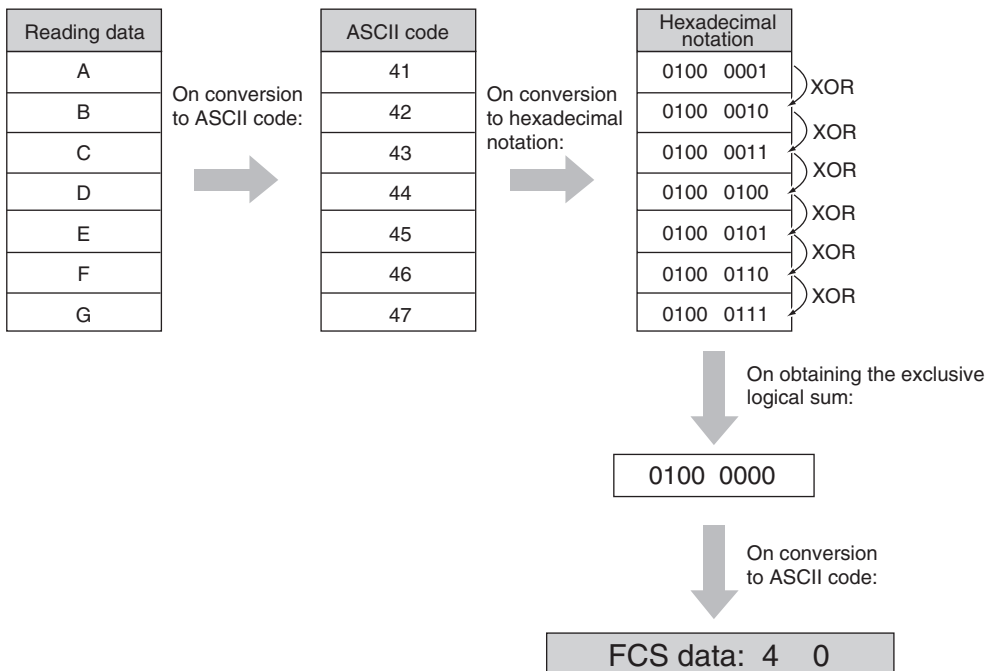 Reading data
A
B
C
D
E
F
G
On conversion
to ASCII code:
ASCII code
41
42
43
44
45
46
47
On conversion
to hexadecimal
notation:
Hexadecimal
notation
0100 0001
0100 0010
0100 0011
0100 0100
0100 0101
0100 0110
0100 0111
XOR
XOR
XOR
XOR
XOR
XOR
On obtaining the exclusive
logical sum:
0100 0000
On conversion
to ASCII code:
FCS data: 4 0